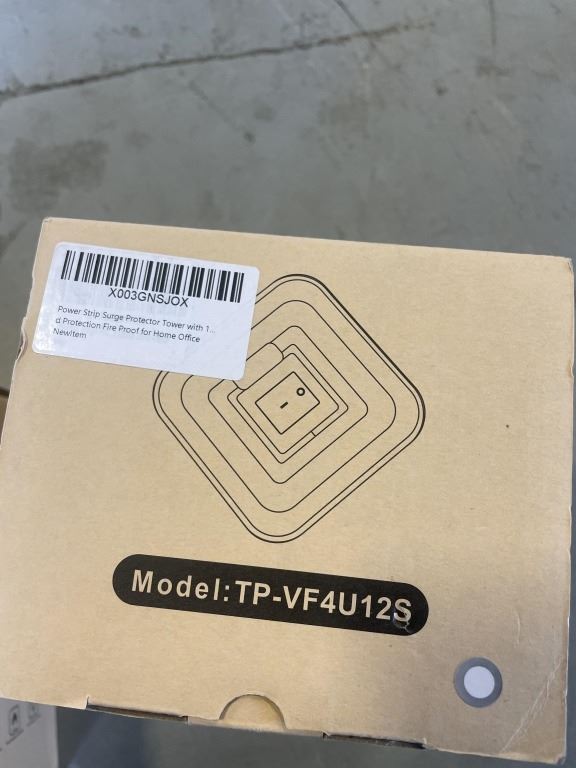 X003GNSJOX
Power Strip Surge Protector Tower with 1...
d Protection Fire Proof for Home Office
NewItem
Model:TP-VF4U12S